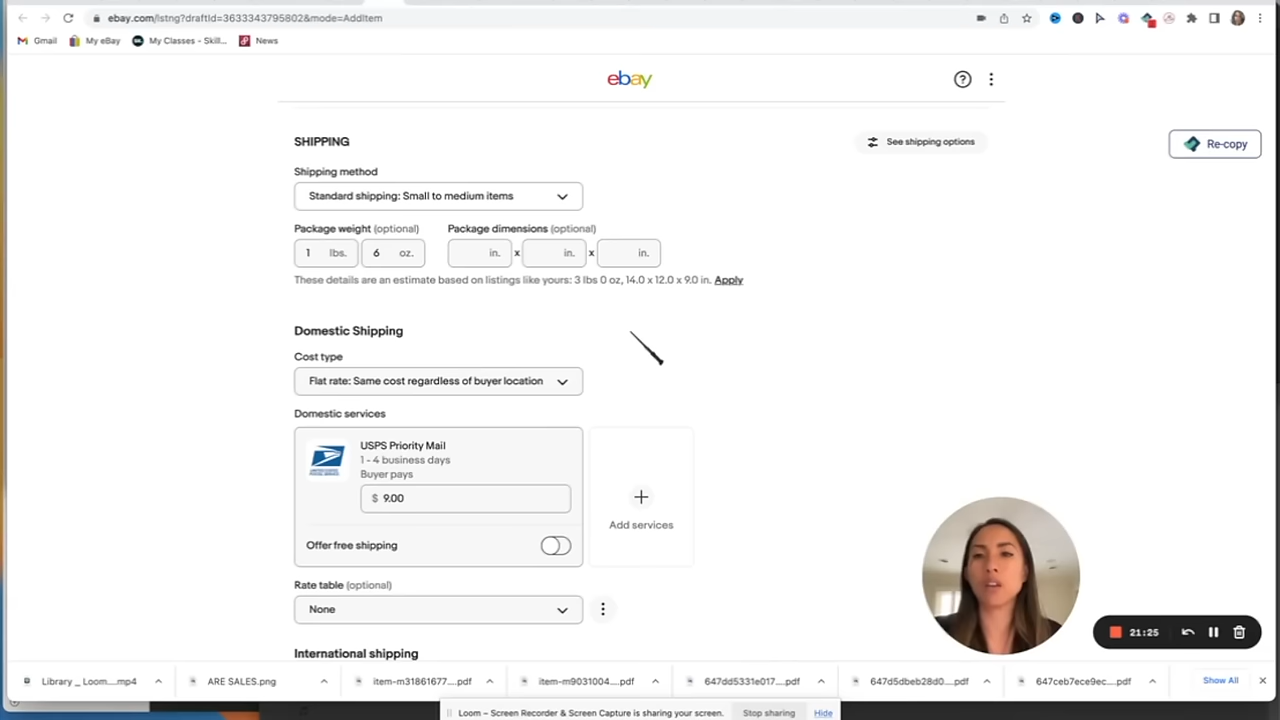 ebay.com/lstng?draftId=3633343795802&mode=AddItem
Gmail My eBay My Classes - Skill... News
ebay
SHIPPING
See shipping options
Re-copy
Shipping method
Standard shipping: Small to medium items
Package weight (optional) Package dimensions (optional)
1 lbs. 6 oz. in. x in. x in.
These details are an estimate based on listings like yours: 3 lbs 0 oz, 14.0 x 12.0 x 9.0 in. Apply
Domestic Shipping
Cost type
Flat rate: Same cost regardless of buyer location
Domestic services
USPS Priority Mail
1 - 4 business days
Buyer pays
$ 9.00
Add services
Offer free shipping
Rate table (optional)
None
21:25
International shipping
Library _ Loom....mp4 ARE SALES.png item-m31861677....pdf item-m9031004....pdf 647dd5331e017....pdf 647d5dbeb28d0....pdf 647ceb7ece9ec....pdf Show All
Loom – Screen Recorder & Screen Capture is sharing your screen. Stop sharing Hide